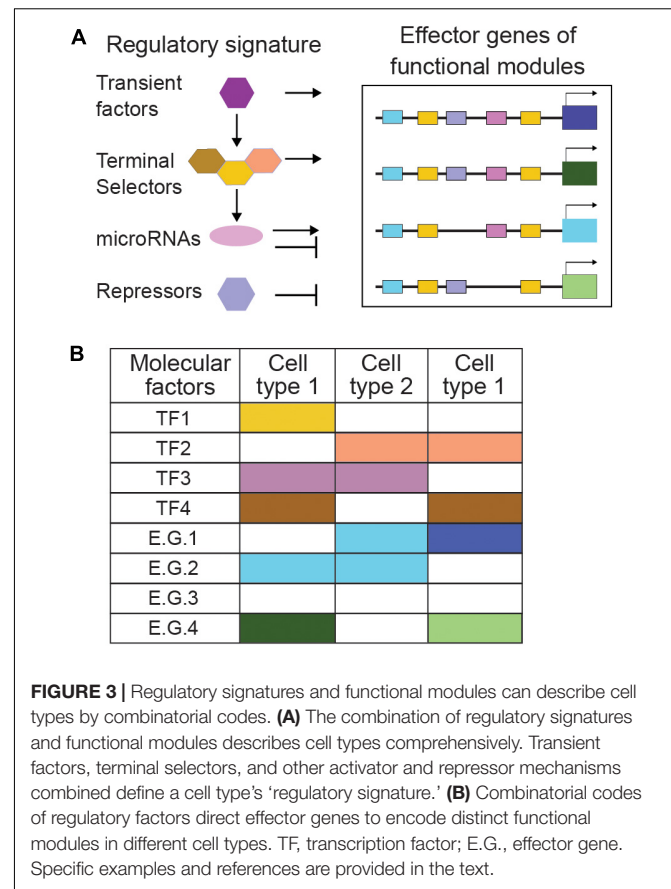 A
Regulatory signature
Effector genes of
functional modules
Transient
factors
Terminal
Selectors
microRNAs
Repressors
B
Molecular factors Cell type 1 Cell type 2 Cell type 1
TF1
TF2
TF3
TF4
E.G.1
E.G.2
E.G.3
E.G.4
FIGURE 3 | Regulatory signatures and functional modules can describe cell
types by combinatorial codes. (A) The combination of regulatory signatures
and functional modules describes cell types comprehensively. Transient
factors, terminal selectors, and other activator and repressor mechanisms
combined define a cell type's 'regulatory signature.' (B) Combinatorial codes
of regulatory factors direct effector genes to encode distinct functional
modules in different cell types. TF, transcription factor; E.G., effector gene.
Specific examples and references are provided in the text.